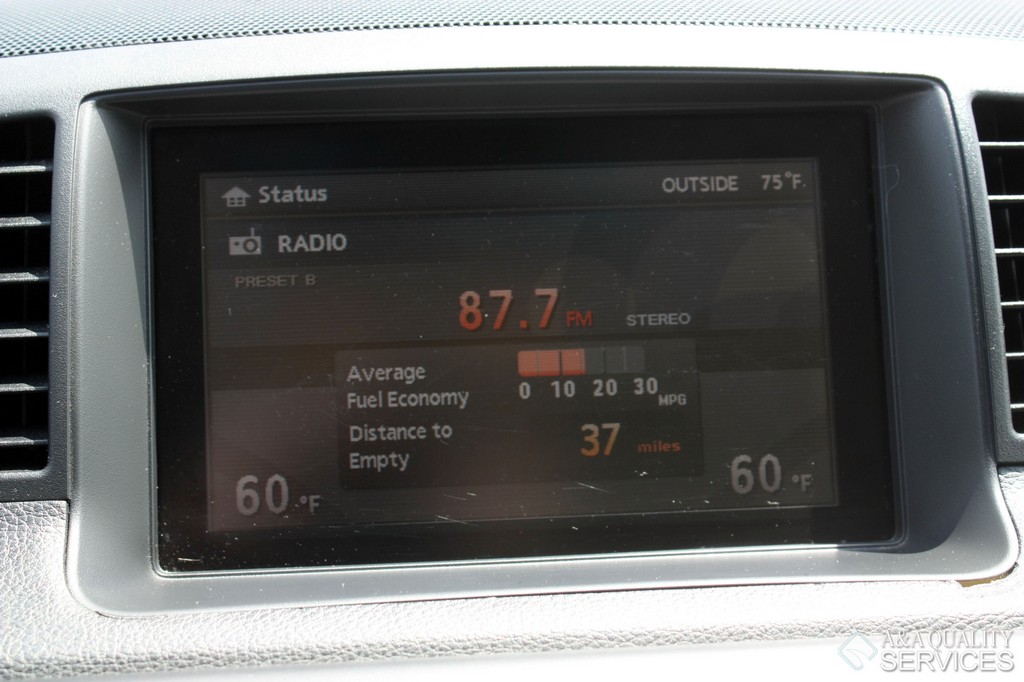 Status OUTSIDE 75°F
RADIO
PRESET B
87.7 FM STEREO
Average
Fuel Economy
0 10 20 30 MPG
Distance to
Empty
37 miles
60 °F
60 °F
A&A QUALITY
SERVICES